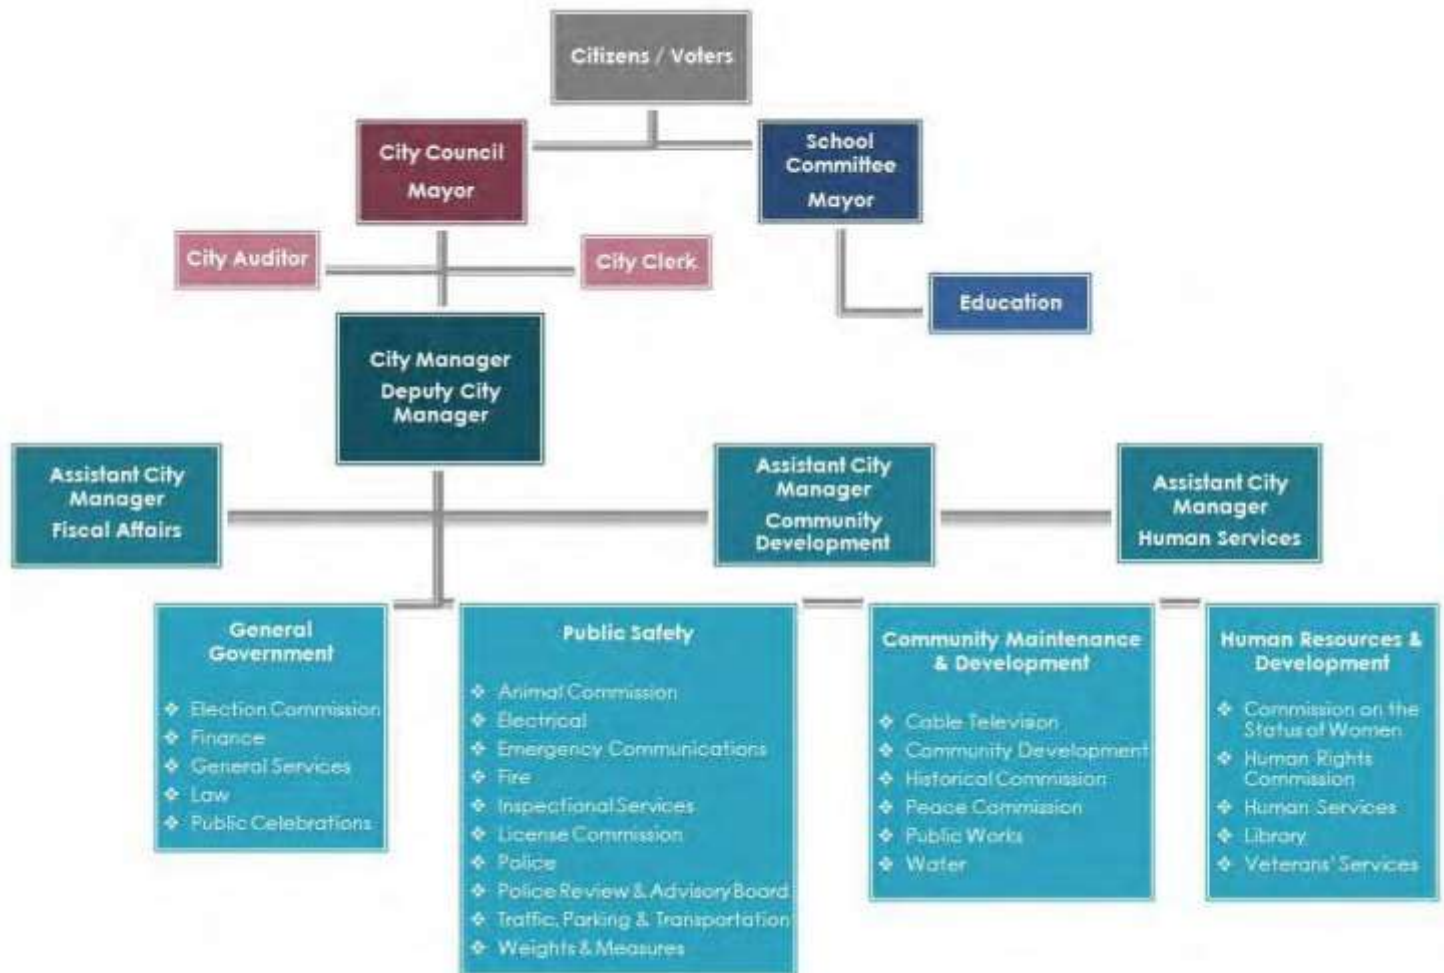 Citizens / Voters
City Council
Mayor
School
Committee
Mayor
City Auditor
City Clerk
Education
City Manager
Deputy City
Manager
Assistant City
Manager
Fiscal Affairs
Assistant City
Manager
Community
Development
Assistant City
Manager
Human Services
General
Government
❖ Election Commission
❖ Finance
❖ General Services
❖ Law
❖ Public Celebrations
Public Safety
❖ Animal Commission
❖ Electrical
❖ Emergency Communications
❖ Fire
❖ Inspectional Services
❖ License Commission
❖ Police
❖ Police Review & Advisory Board
❖ Traffic, Parking & Transportation
❖ Weights & Measures
Community Maintenance
& Development
❖ Cable Television
❖ Community Development
❖ Historical Commission
❖ Peace Commission
❖ Public Works
❖ Water
Human Resources &
Development
❖ Commission on the
Status of Women
❖ Human Rights
Commission
❖ Human Services
❖ Library
❖ Veterans' Services